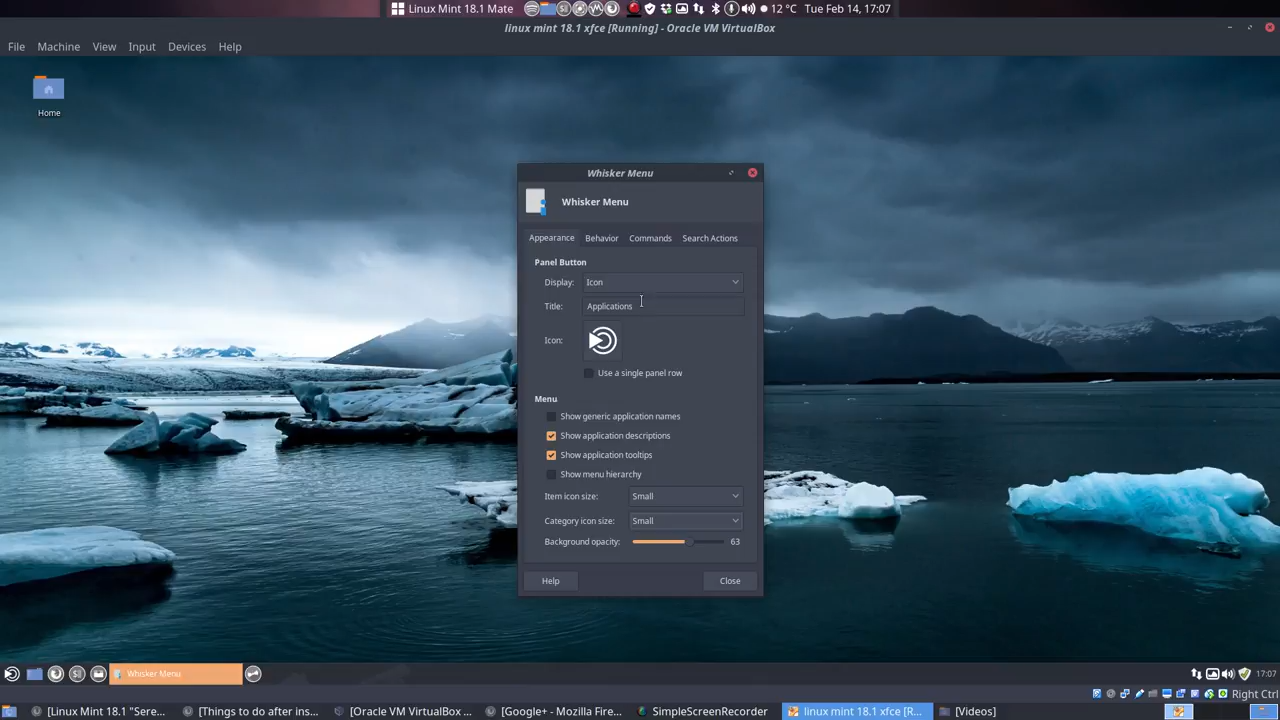 Linux Mint 18.1 Mate
12 °C Tue Feb 14, 17:07
linux mint 18.1 xfce [Running] - Oracle VM VirtualBox
File Machine View Input Devices Help
Home
Whisker Menu
Whisker Menu
Appearance Behavior Commands Search Actions
Panel Button
Display: Icon
Title: Applications
Icon:
Use a single panel row
Menu
Show generic application names
Show application descriptions
Show application tooltips
Show menu hierarchy
Item icon size: Small
Category icon size: Small
Background opacity: 63
Help Close
Whisker Menu
17:07
Right Ctrl
[Linux Mint 18.1 "Sere... [Things to do after ins... [Oracle VM VirtualBox ... [Google+ - Mozilla Fire... SimpleScreenRecorder linux mint 18.1 xfce [R... [Videos]